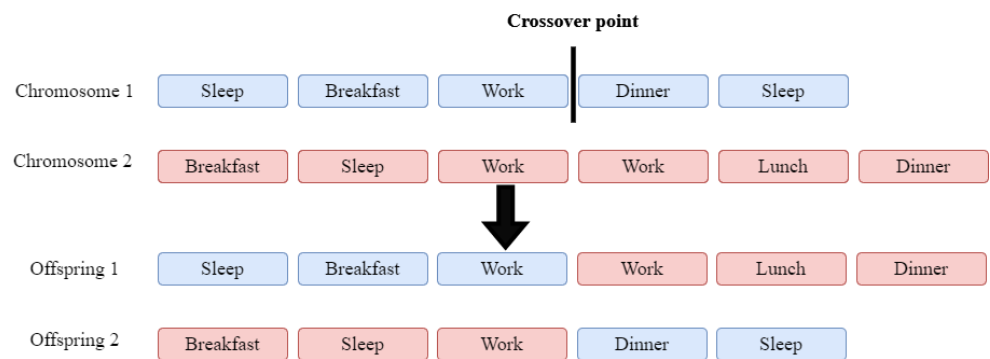 Crossover point
Chromosome 1 Sleep Breakfast Work Dinner Sleep
Chromosome 2 Breakfast Sleep Work Work Lunch Dinner
Offspring 1 Sleep Breakfast Work Work Lunch Dinner
Offspring 2 Breakfast Sleep Work Dinner Sleep